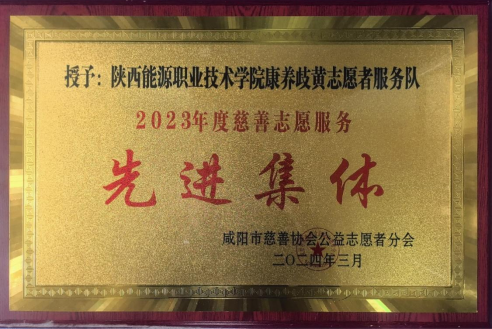 授予：陕西能源职业技术学院康养歧黄志愿者服务队
2023年度慈善志愿服务
先进集体
咸阳市慈善协会公益志愿者分会
二〇二四年三月